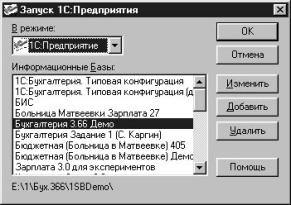 Запуск 1С:Предприятия
В режиме:
1С:Предприятие
Информационные Базы:
1С:Бухгалтерия. Типовая конфигурация
1С:Бухгалтерия. Типовая конфигурация (д
БИС
Больница Матвеевки Зарплата 27
Бухгалтерия 3.66 Демо
Бухгалтерия Задание 1 (С. Каргин)
Бюджетная (Больница в Матвеевке) 405
Бюджетная (Больница в Матвеевке) Демо
Зарплата 3.0 для экспериментов
E:\1\Бух.366\1SBDemo\
OK
Отмена
Изменить
Добавить
Удалить
Помощь